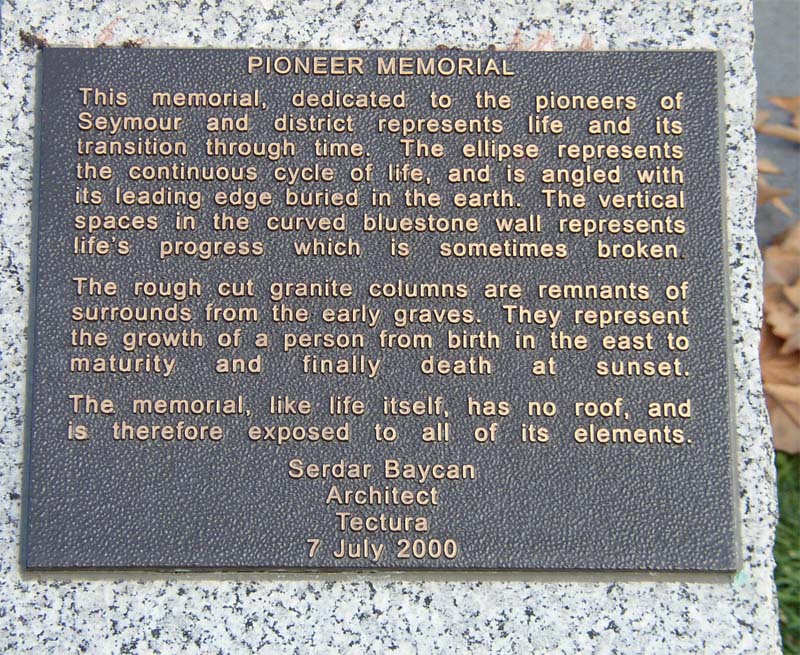 PIONEER MEMORIAL
This memorial, dedicated to the pioneers of
Seymour and district represents life and its
transition through time. The ellipse represents
the continuous cycle of life, and is angled with
its leading edge buried in the earth. The vertical
spaces in the curved bluestone wall represents
life's progress which is sometimes broken.
The rough cut granite columns are remnants of
surrounds from the early graves. They represent
the growth of a person from birth in the east to
maturity and finally death at sunset.
The memorial, like life itself, has no roof, and
is therefore exposed to all of its elements.
Serdar Baycan
Architect
Tectura
7 July 2000